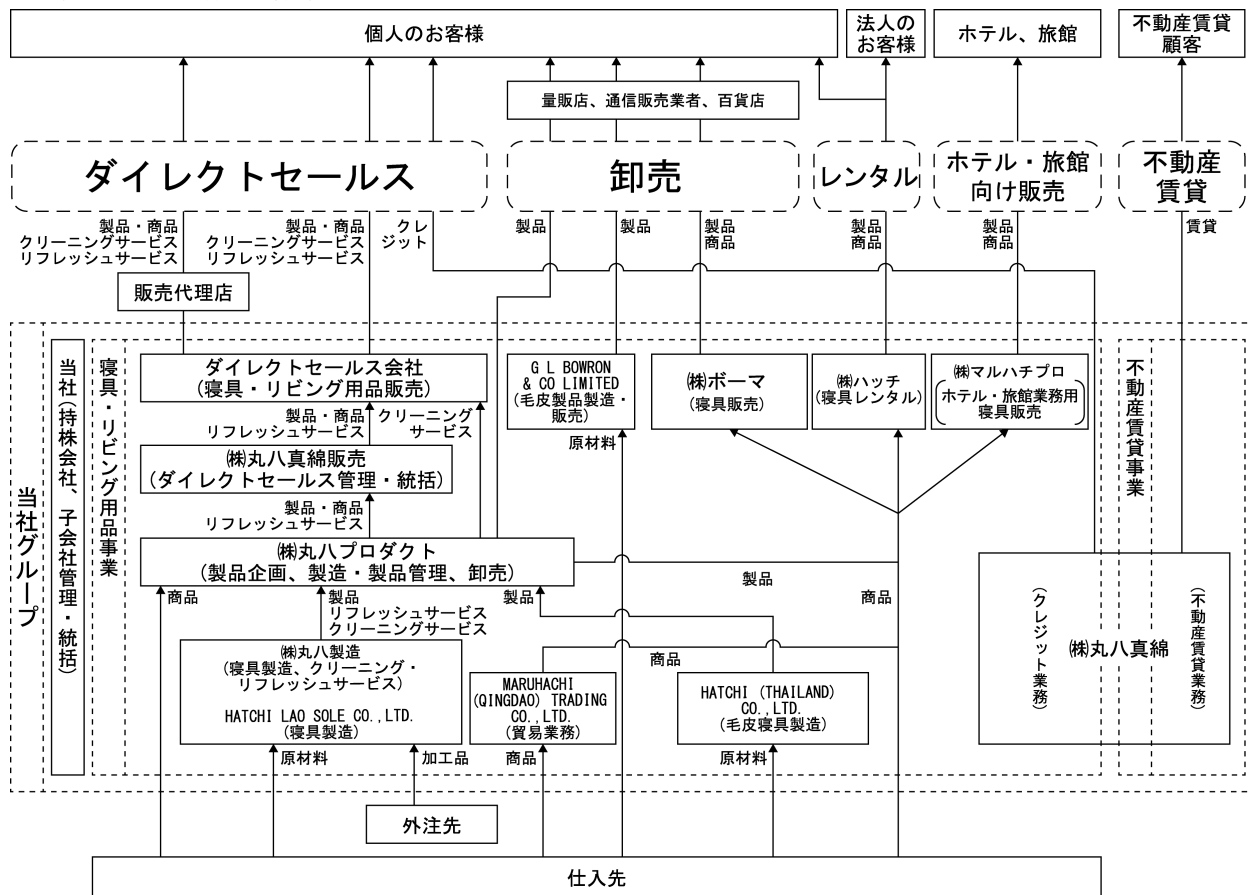 個人のお客様
法人の
お客様
ホテル、旅館
不動産賃貸
顧客
量販店、通信販売業者、百貨店
ダイレクトセールス
卸売
レンタル
ホテル・旅館
向け販売
不動産
賃貸
製品・商品
クリーニングサービス
リフレッシュサービス
製品・商品
クリーニングサービス
リフレッシュサービス
クレ
ジット
製品
製品
製品
商品
製品
商品
製品
商品
賃貸
販売代理店
当社グループ
当社(持株会社、子会社管理・統括)
寝具・リビング用品事業
ダイレクトセールス会社
(寝具・リビング用品販売)
G L BOWRON
& CO LIMITED
(毛皮製品製造・
販売)
㈱ボーマ
(寝具販売)
㈱ハッチ
(寝具レンタル)
㈱マルハチプロ
(ホテル・旅館業務用
寝具販売)
不動産賃貸事業
製品・商品
リフレッシュサービス
クリーニング
サービス
原材料
㈱丸八真綿販売
(ダイレクトセールス管理・統括)
製品・商品
リフレッシュサービス
㈱丸八プロダクト
(製品企画、製造・製品管理、卸売)
製品
商品
商品
製品
リフレッシュサービス
クリーニングサービス
製品
商品
㈱丸八製造
(寝具製造、クリーニング・
リフレッシュサービス)
HATCHI LAO SOLE CO.,LTD.
(寝具製造)
MARUHACHI
(QINGDAO) TRADING
CO.,LTD.
(貿易業務)
HATCHI (THAILAND)
CO.,LTD.
(毛皮寝具製造)
(クレジット業務)
㈱丸八真綿
(不動産賃貸業務)
原材料
加工品
商品
原材料
外注先
仕入先